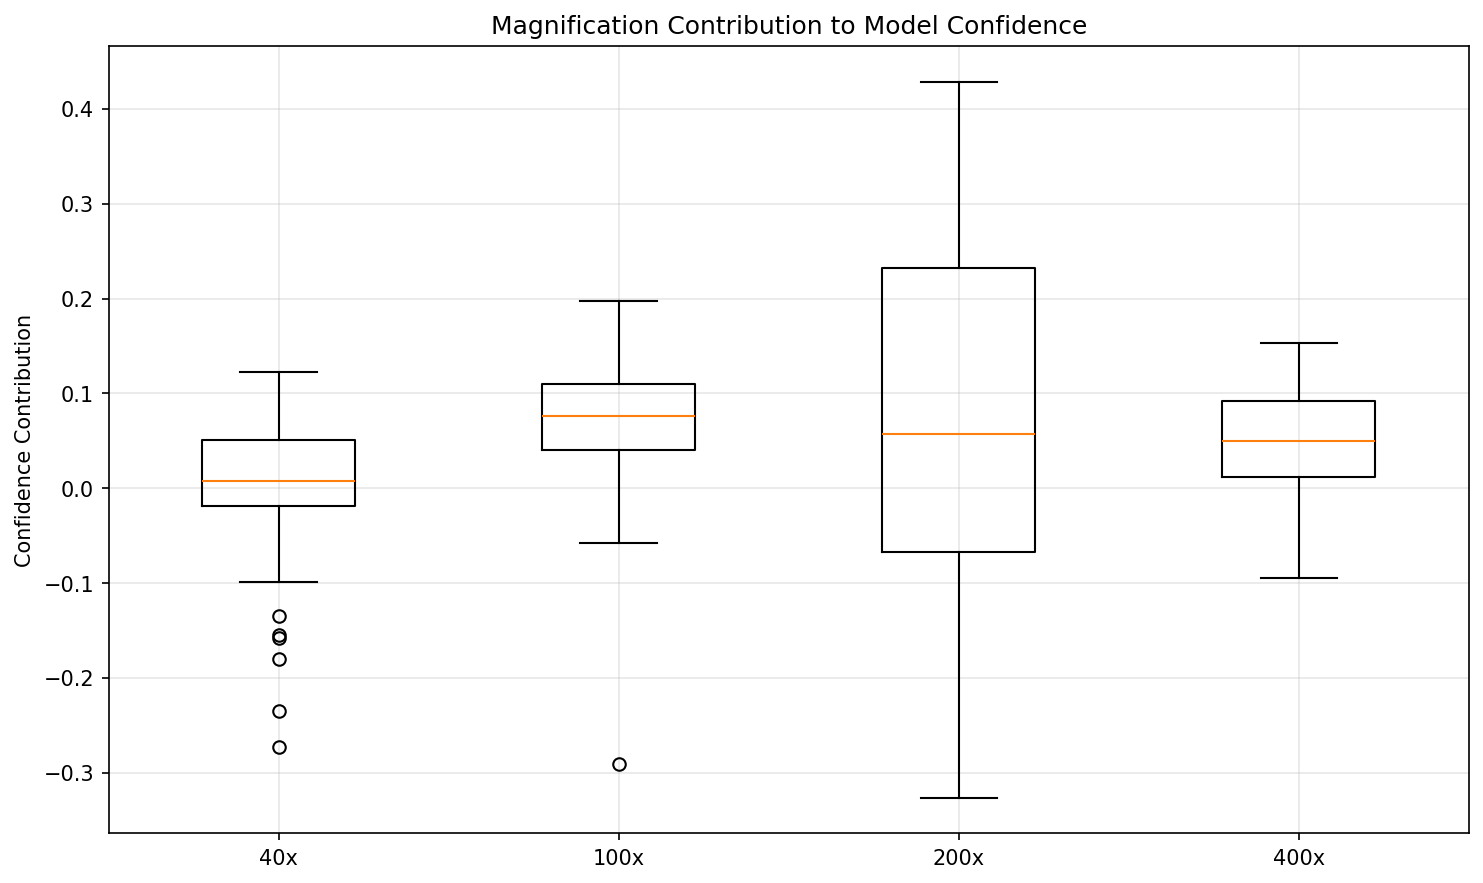 Magnification Contribution to Model Confidence
Confidence Contribution
0.4
0.3
0.2
0.1
0.0
−0.1
−0.2
−0.3
40x
100x
200x
400x